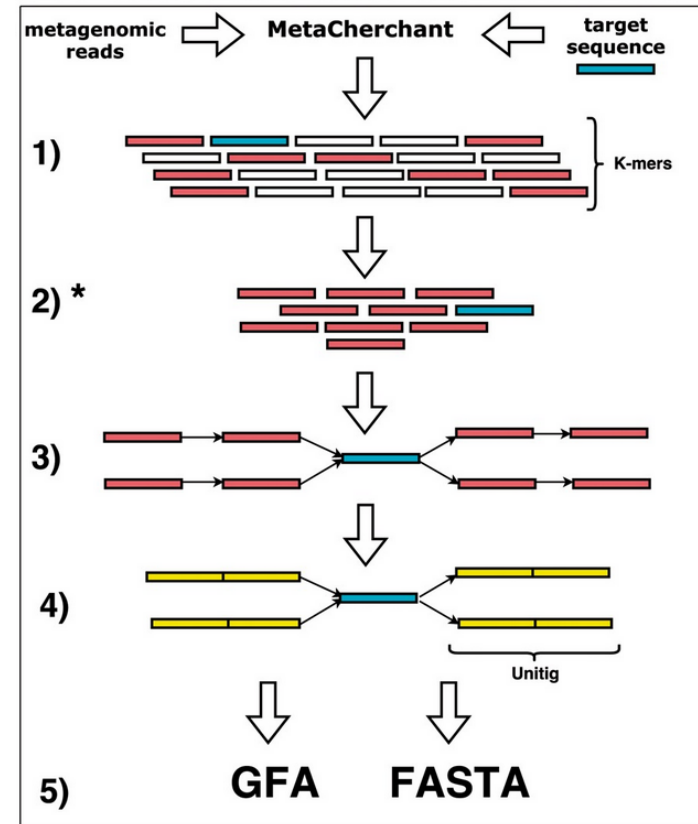 metagenomic
reads
MetaCherchant
target
sequence
1)
K-mers
2) *
3)
4)
Unitig
5)
GFA
FASTA